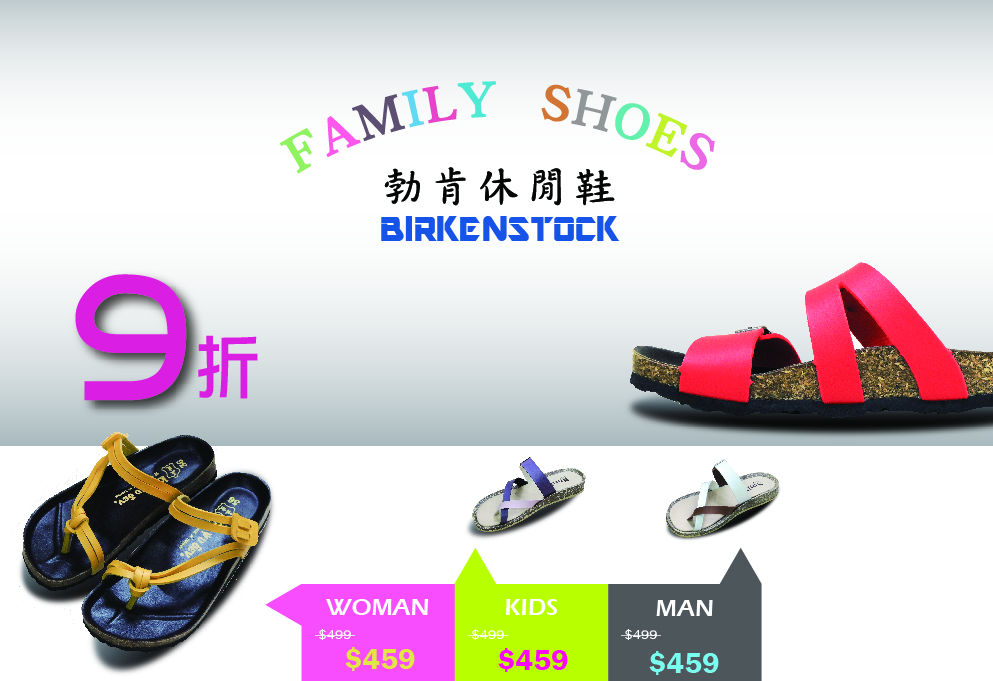 FAMILY SHOES
勃肯休閒鞋
BIRKENSTOCK
9折
WOMAN
KIDS
MAN
$499
$499
$499
$459
$459
$459